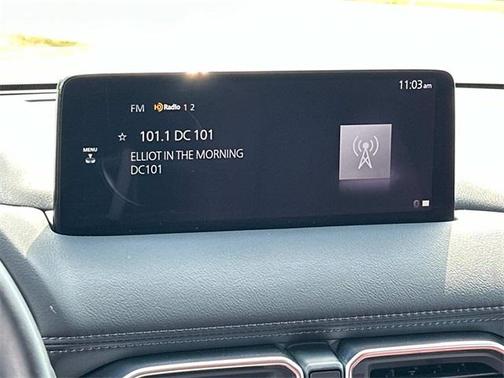 11:03am
FM HD Radio 1 2
☆ 101.1 DC 101
MENU
ELLIOT IN THE MORNING
DC101